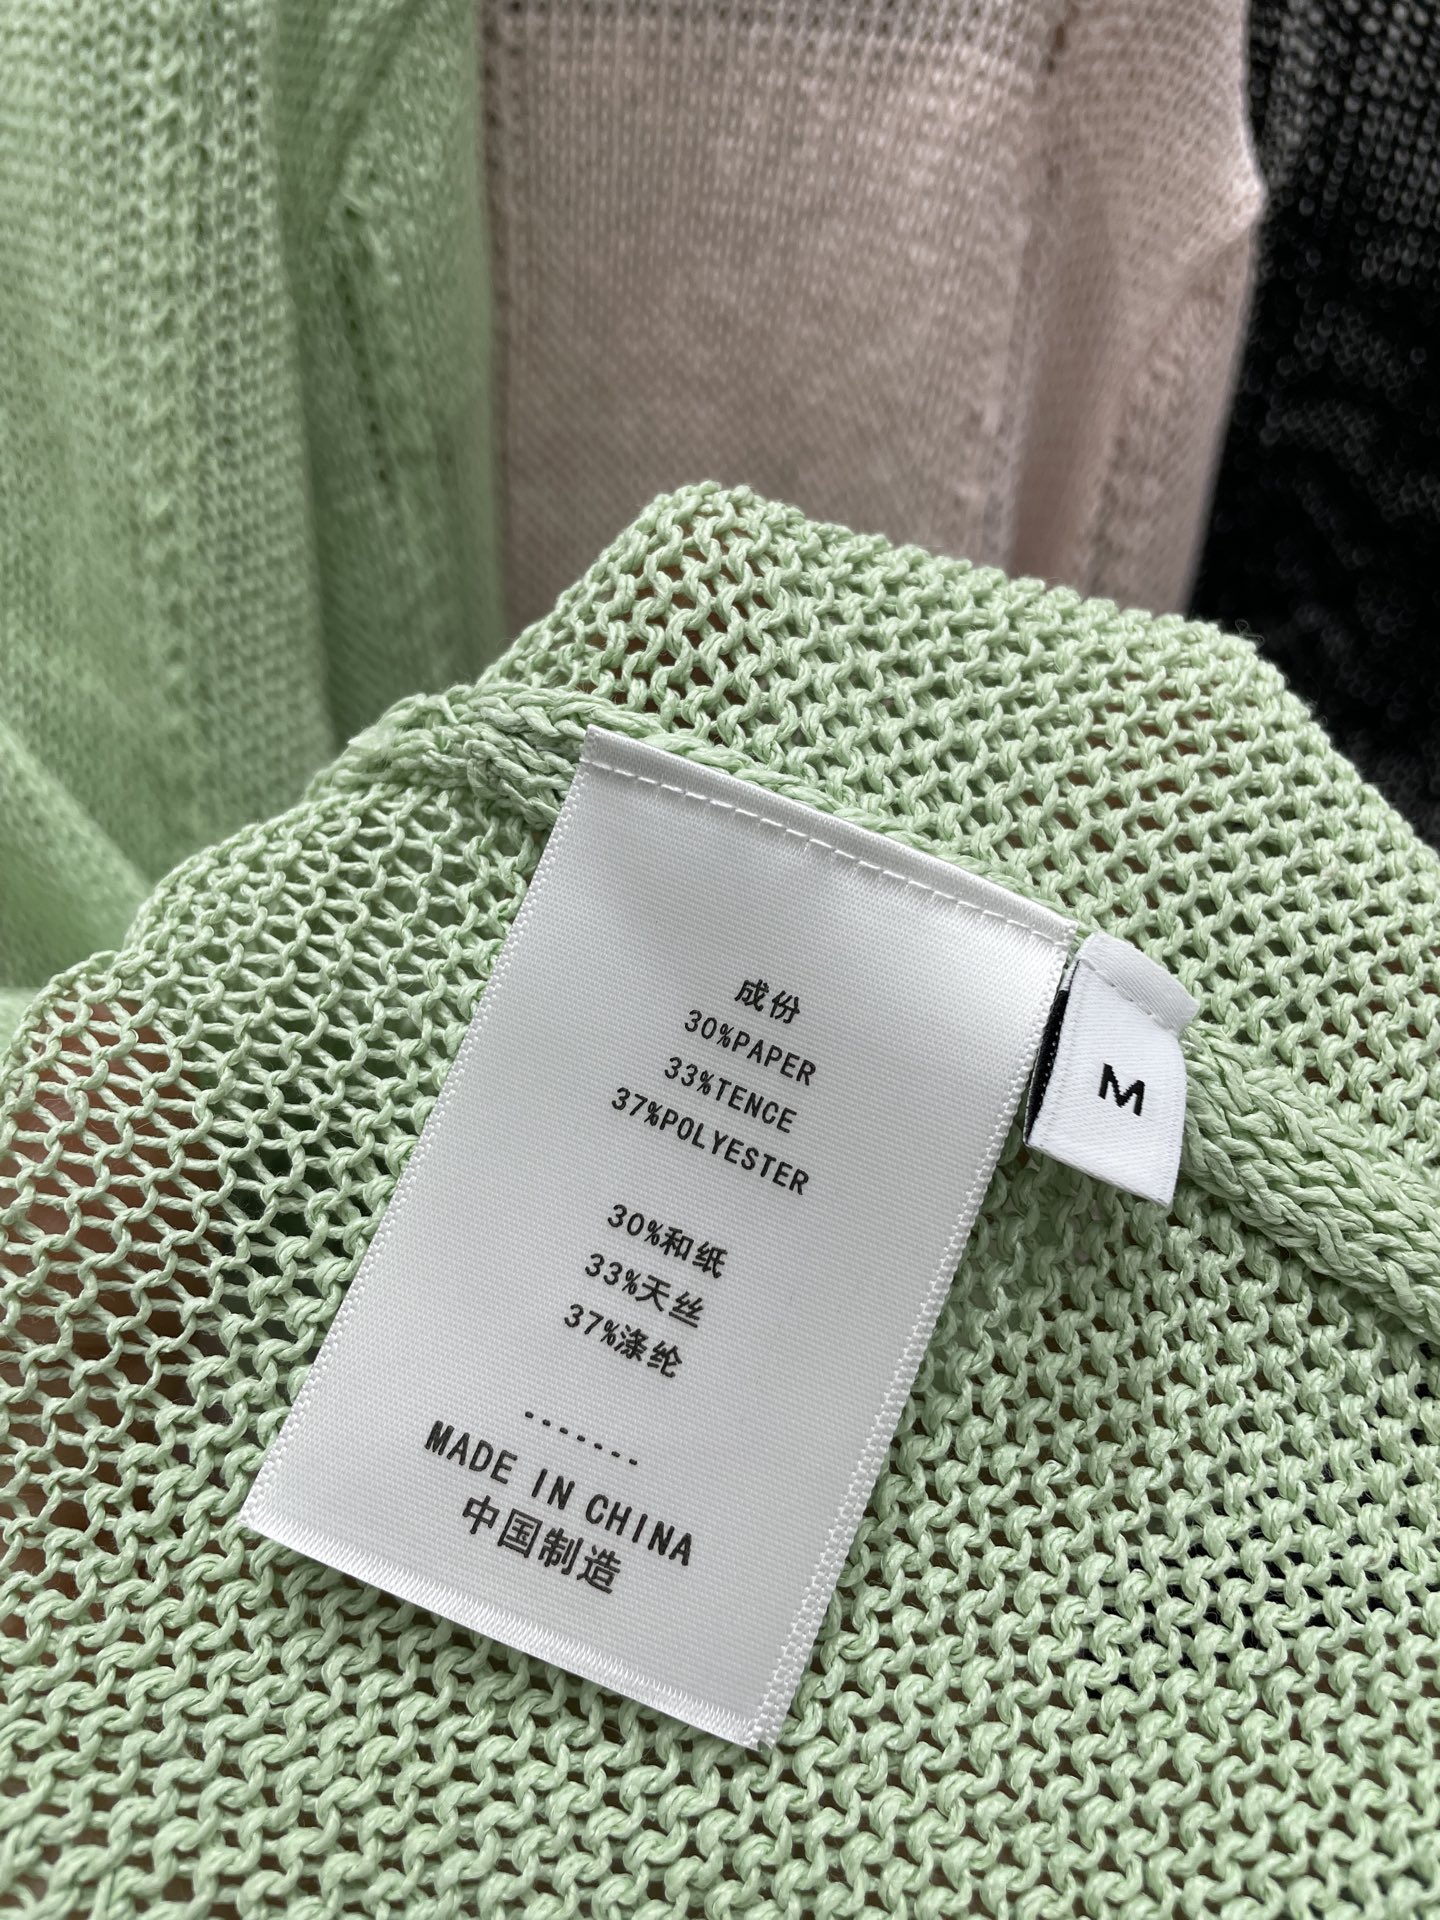 成份
30%PAPER
33%TENCE
37%POLYESTER
30%和纸
33%天丝
37%涤纶
------
MADE IN CHINA
中国制造
M